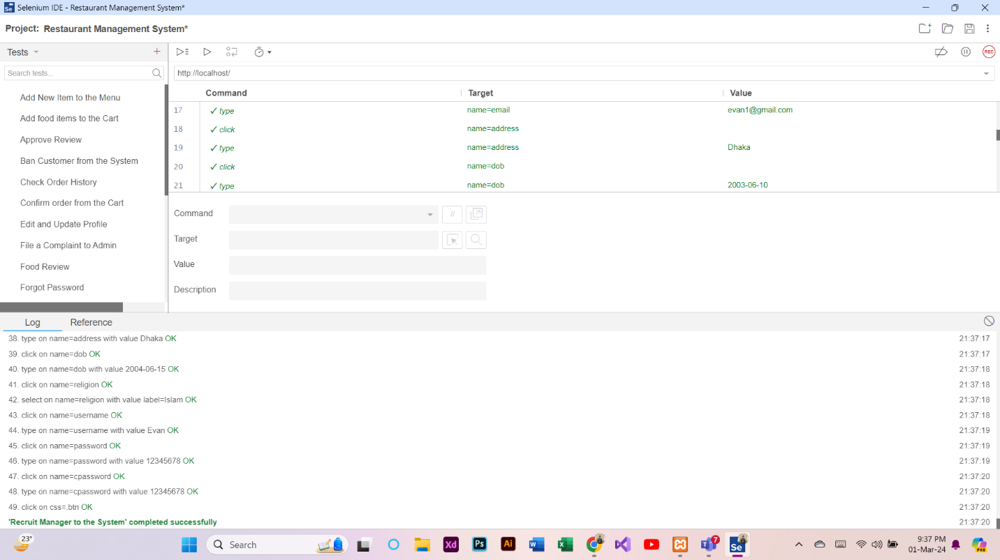 Se Selenium IDE - Restaurant Management System*
Project: Restaurant Management System*
Tests
REC
Search tests...
http://localhost/
Add New Item to the Menu
Add food items to the Cart
Approve Review
Ban Customer from the System
Check Order History
Confirm order from the Cart
Edit and Update Profile
File a Complaint to Admin
Food Review
Forgot Password
Command Target Value
17 ✓ type name=email evan1@gmail.com
18 ✓ click name=address
19 ✓ type name=address Dhaka
20 ✓ click name=dob
21 ✓ type name=dob 2003-06-10
Command //
Target
Value
Description
Log Reference
38. type on name=address with value Dhaka OK 21:37:17
39. click on name=dob OK 21:37:17
40. type on name=dob with value 2004-06-15 OK 21:37:18
41. click on name=religion OK 21:37:18
42. select on name=religion with value label=Islam OK 21:37:18
43. click on name=username OK 21:37:18
44. type on name=username with value Evan OK 21:37:19
45. click on name=password OK 21:37:19
46. type on name=password with value 12345678 OK 21:37:19
47. click on name=cpassword OK 21:37:20
48. type on name=cpassword with value 12345678 OK 21:37:20
49. click on css=.btn OK 21:37:20
'Recruit Manager to the System' completed successfully 21:37:20
23° Search Xd Ps Ai W X T 7 Se 9:37 PM PRE
01-Mar-24